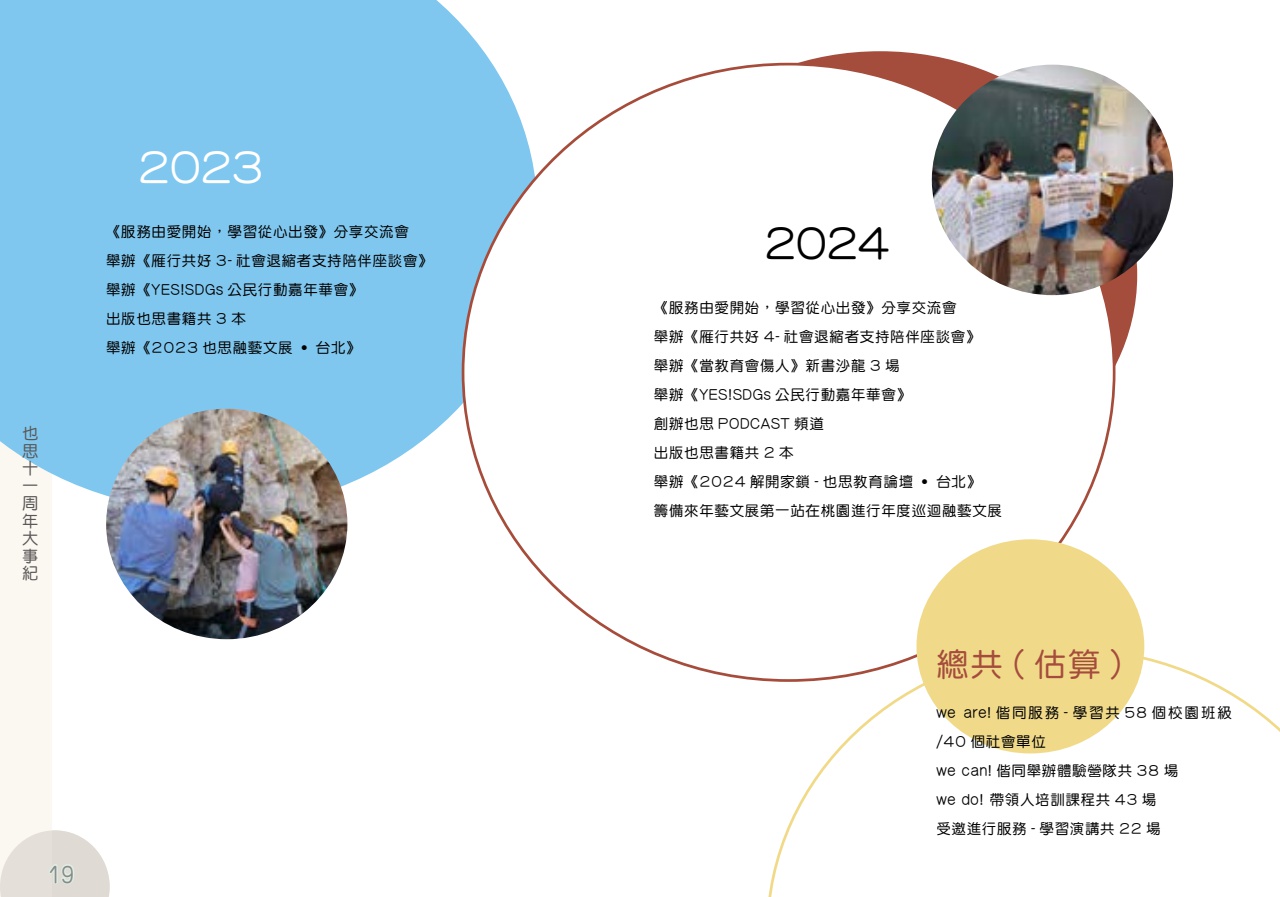 2023
《服務由愛開始，學習從心出發》分享交流會
舉辦《雁行共好 3- 社會退縮者支持陪伴座談會》
舉辦《YES!SDGs 公民行動嘉年華會》
出版也思書籍共 3 本
舉辦《2023 也思融藝文展 • 台北》
2024
《服務由愛開始，學習從心出發》分享交流會
舉辦《雁行共好 4- 社會退縮者支持陪伴座談會》
舉辦《當教育會傷人》新書沙龍 3 場
舉辦《YES!SDGs 公民行動嘉年華會》
創辦也思 PODCAST 頻道
出版也思書籍共 2 本
舉辦《2024 解開家鎖 - 也思教育論壇 • 台北》
籌備來年藝文展第一站在桃園進行年度巡迴融藝文展
總共（估算）
we are! 偕同服務 - 學習共 58 個校園班級
/40 個社會單位
we can! 偕同舉辦體驗營隊共 38 場
we do! 帶領人培訓課程共 43 場
受邀進行服務 - 學習演講共 22 場
也思十一周年大事紀
19